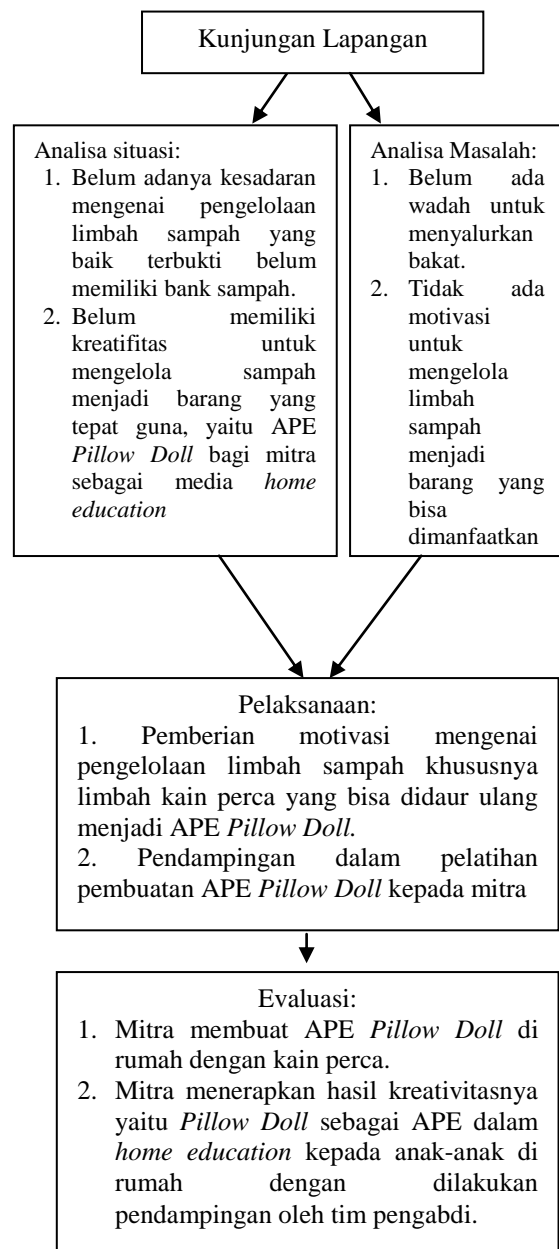 Kunjungan Lapangan
Analisa situasi:
1. Belum adanya kesadaran
mengenai pengelolaan
limbah sampah yang
baik terbukti belum
memiliki bank sampah.
2. Belum memiliki
kreatifitas untuk
mengelola sampah
menjadi barang yang
tepat guna, yaitu APE
Pillow Doll bagi mitra
sebagai media home
education
Analisa Masalah:
1. Belum ada
wadah untuk
menyalurkan
bakat.
2. Tidak ada
motivasi
untuk
mengelola
limbah
sampah
menjadi
barang yang
bisa
dimanfaatkan
Pelaksanaan:
1. Pemberian motivasi mengenai
pengelolaan limbah sampah khususnya
limbah kain perca yang bisa didaur ulang
menjadi APE Pillow Doll.
2. Pendampingan dalam pelatihan
pembuatan APE Pillow Doll kepada mitra
Evaluasi:
1. Mitra membuat APE Pillow Doll di
rumah dengan kain perca.
2. Mitra menerapkan hasil kreativitasnya
yaitu Pillow Doll sebagai APE dalam
home education kepada anak-anak di
rumah dengan dilakukan
pendampingan oleh tim pengabdi.